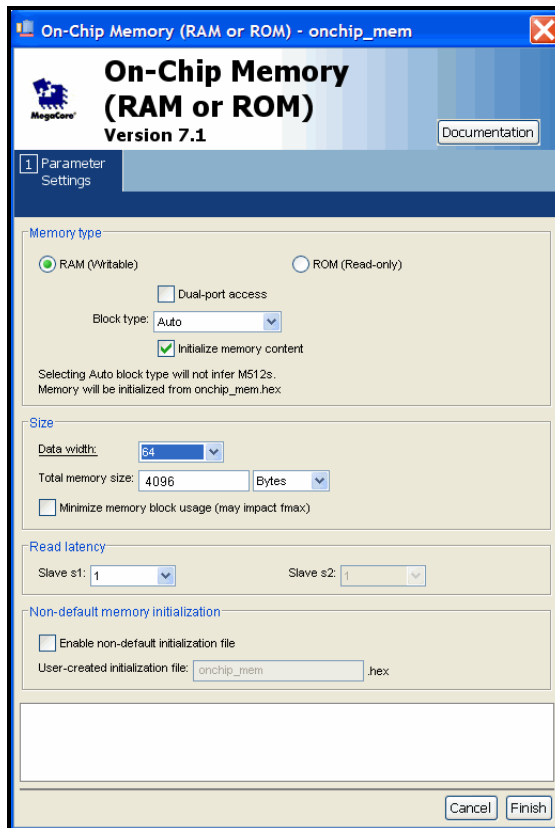 On-Chip Memory (RAM or ROM) - onchip_mem
MegaCore®
On-Chip Memory
(RAM or ROM)
Version 7.1
Documentation
1 Parameter
Settings
Memory type
RAM (Writable) ROM (Read-only)
Dual-port access
Block type: Auto
Initialize memory content
Selecting Auto block type will not infer M512s.
Memory will be initialized from onchip_mem.hex
Size
Data width: 64
Total memory size: 4096 Bytes
Minimize memory block usage (may impact fmax)
Read latency
Slave s1: 1 Slave s2: 1
Non-default memory initialization
Enable non-default initialization file
User-created initialization file: onchip_mem .hex
Cancel Finish